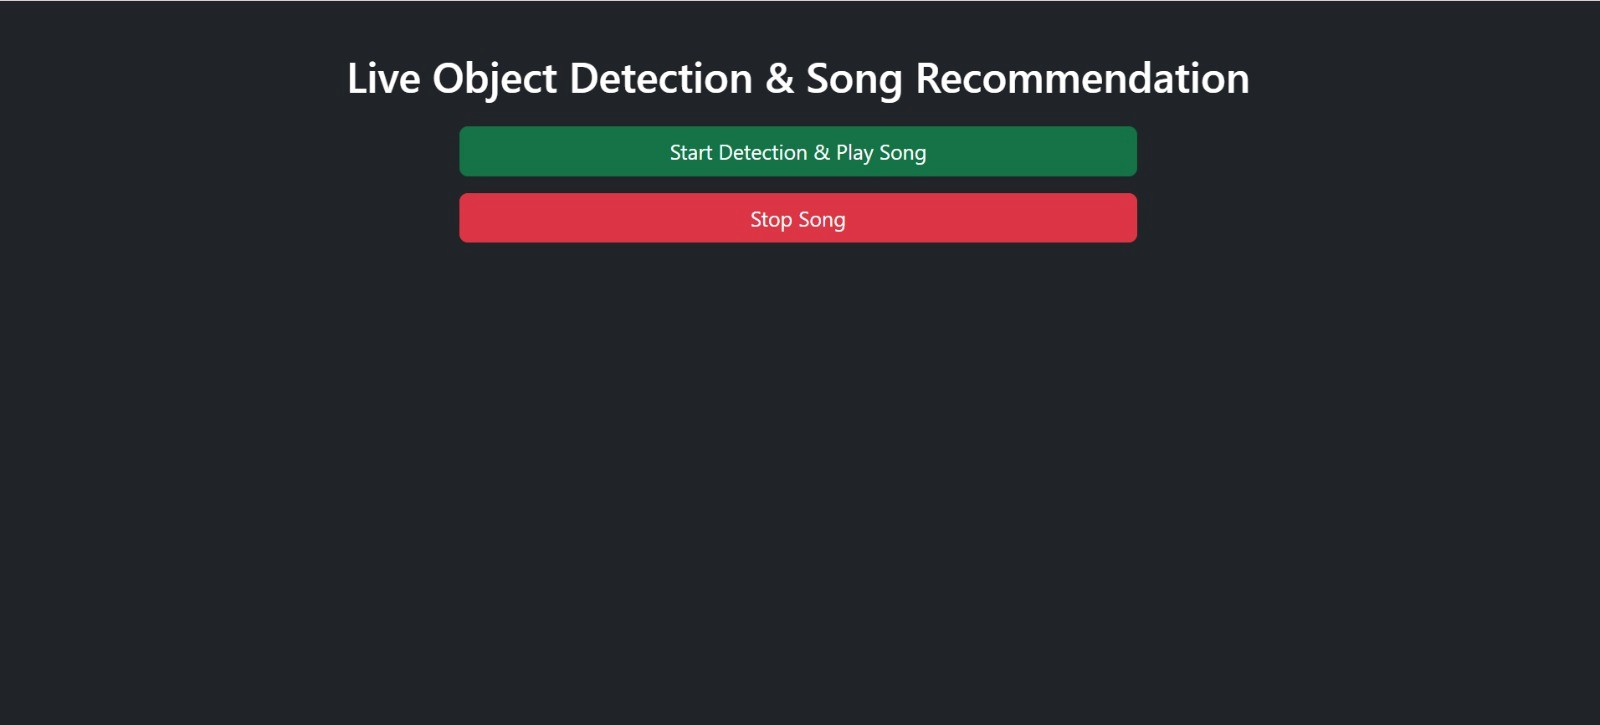 Live Object Detection & Song Recommendation
Start Detection & Play Song
Stop Song